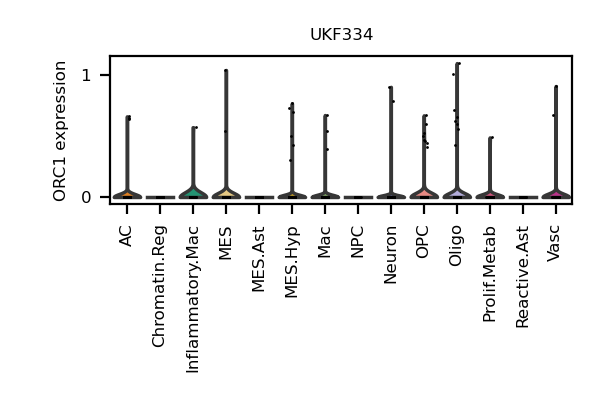 UKF334
ORC1 expression
1
0
AC
Chromatin.Reg
Inflammatory.Mac
MES
MES.Ast
MES.Hyp
Mac
NPC
Neuron
OPC
Oligo
Prolif.Metab
Reactive.Ast
Vasc